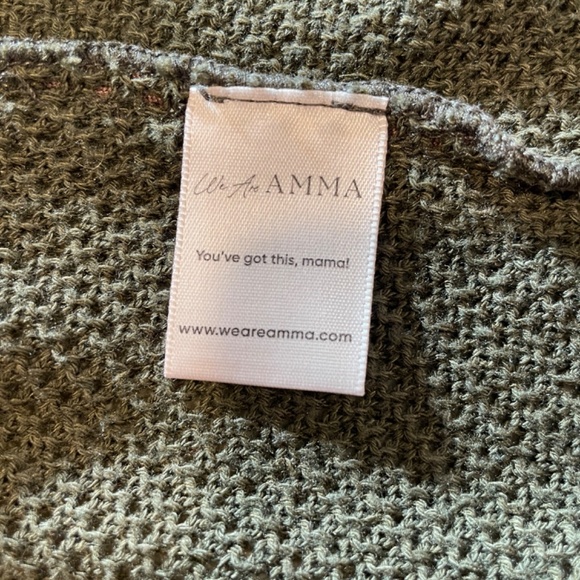 We Are AMMA
You've got this, mama!
www.weareamma.com